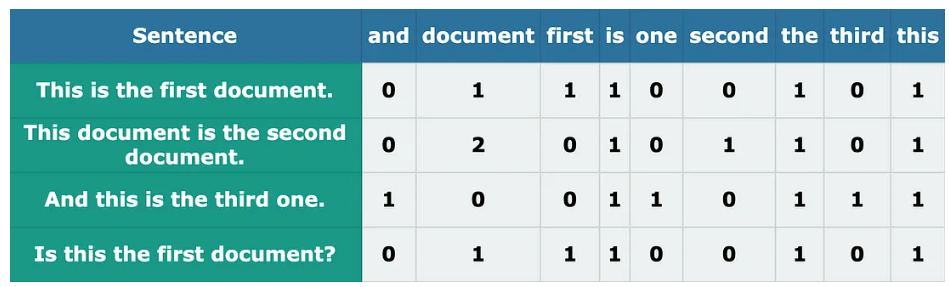 Sentence and document first is one second the third this
This is the first document. 0 1 1 1 0 0 1 0 1
This document is the second
document. 0 2 0 1 0 1 1 0 1
And this is the third one. 1 0 0 1 1 0 1 1 1
Is this the first document? 0 1 1 1 0 0 1 0 1